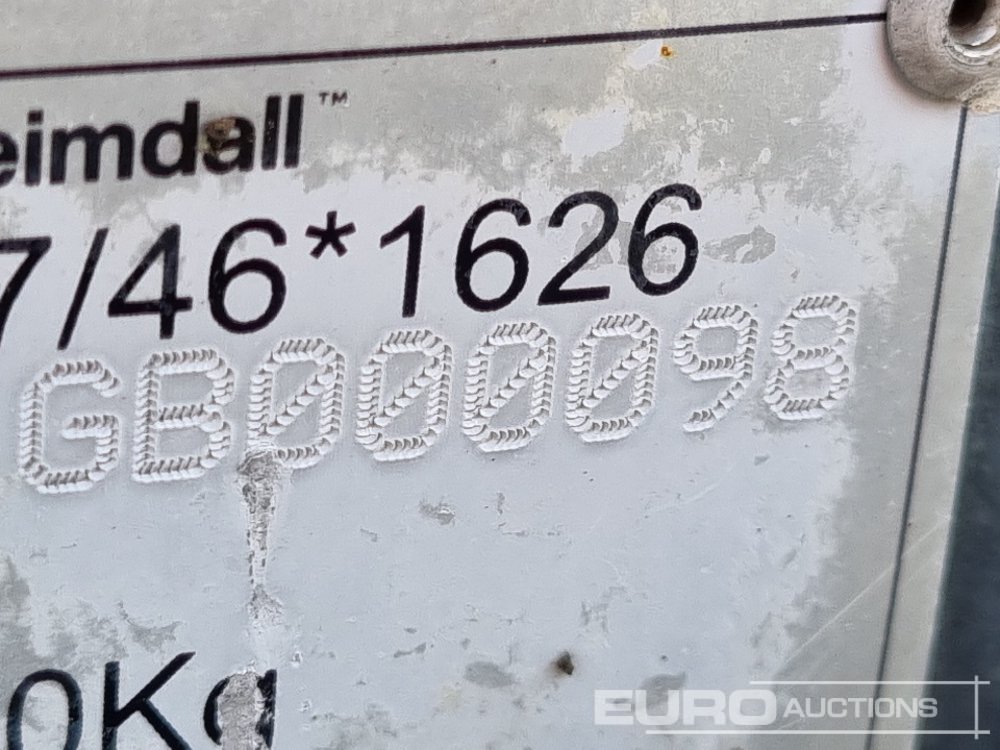 eimdall™
7/46*1626
GB000098
0Kg
EURO AUCTIONS